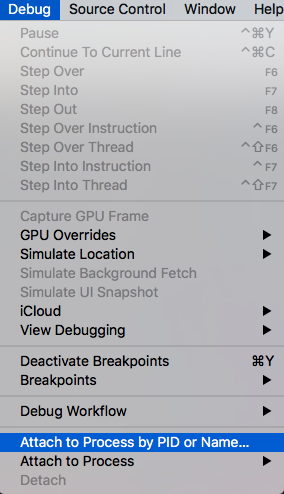 Debug Source Control Window Help
Pause ^⌘Y
Continue To Current Line ^⌘C
Step Over F6
Step Into F7
Step Out F8
Step Over Instruction ^F6
Step Over Thread ^⇧F6
Step Into Instruction ^F7
Step Into Thread ^⇧F7
Capture GPU Frame
GPU Overrides ▶
Simulate Location ▶
Simulate Background Fetch
Simulate UI Snapshot
iCloud ▶
View Debugging ▶
Deactivate Breakpoints ⌘Y
Breakpoints ▶
Debug Workflow ▶
Attach to Process by PID or Name...
Attach to Process ▶
Detach